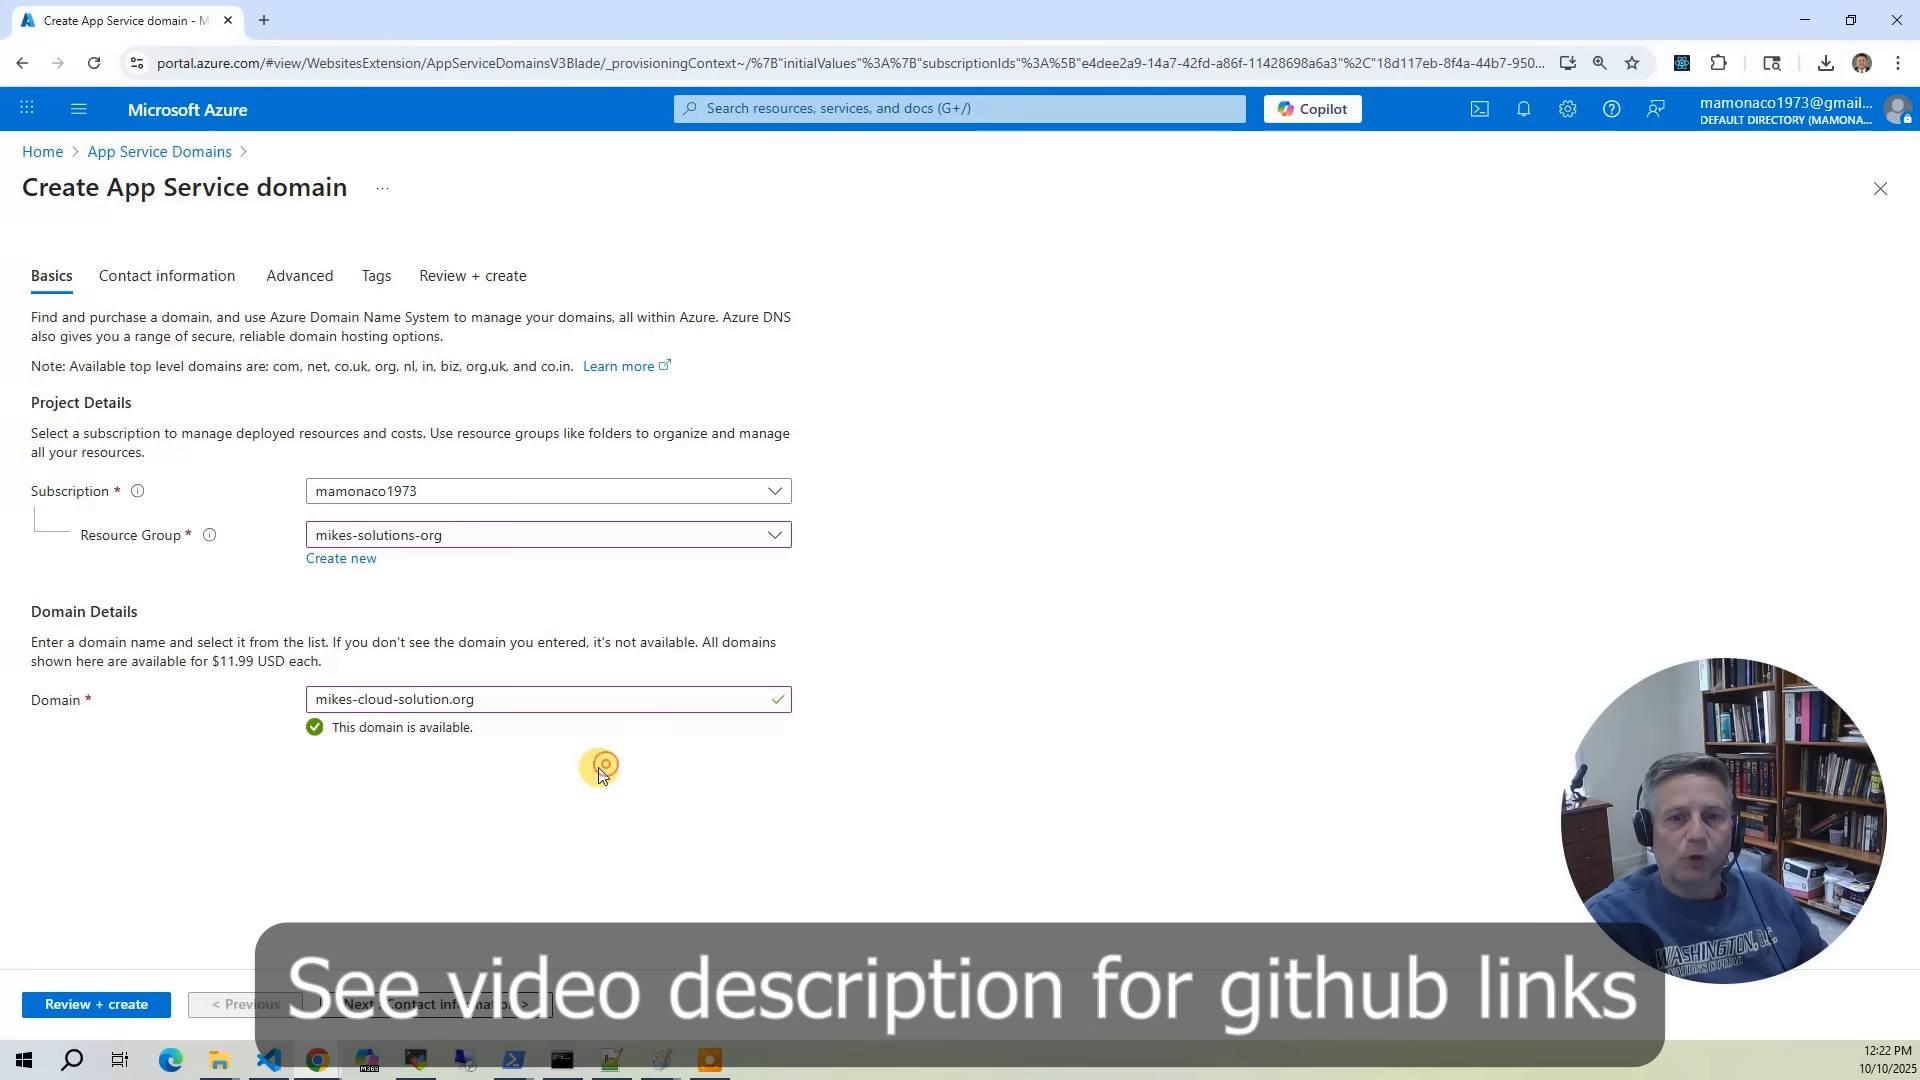 Create App Service domain - M
portal.azure.com/#view/WebsitesExtension/AppServiceDomainsV3Blade/_provisioningContext~/%7B"initialValues"%3A%7B"subscriptionIds"%3A%5B"e4dee2a9-14a7-42fd-a86f-11428698a6a3"%2C"18d117eb-8f4a-44b7-950...
Microsoft Azure
Search resources, services, and docs (G+/)
Copilot
mamonaco1973@gmail...
DEFAULT DIRECTORY (MAMONA...
Home > App Service Domains >
Create App Service domain ...
Basics Contact information Advanced Tags Review + create
Find and purchase a domain, and use Azure Domain Name System to manage your domains, all within Azure. Azure DNS
also gives you a range of secure, reliable domain hosting options.
Note: Available top level domains are: com, net, co.uk, org, nl, in, biz, org.uk, and co.in. Learn more
Project Details
Select a subscription to manage deployed resources and costs. Use resource groups like folders to organize and manage
all your resources.
Subscription *
mamonaco1973
Resource Group *
mikes-solutions-org
Create new
Domain Details
Enter a domain name and select it from the list. If you don't see the domain you entered, it's not available. All domains
shown here are available for $11.99 USD each.
Domain *
mikes-cloud-solution.org
This domain is available.
WASHINGTON, D.C.
NATION'S CAPITAL
Review + create
< Previous
Next : Contact information >
See video description for github links
M365
12:22 PM
10/10/2025